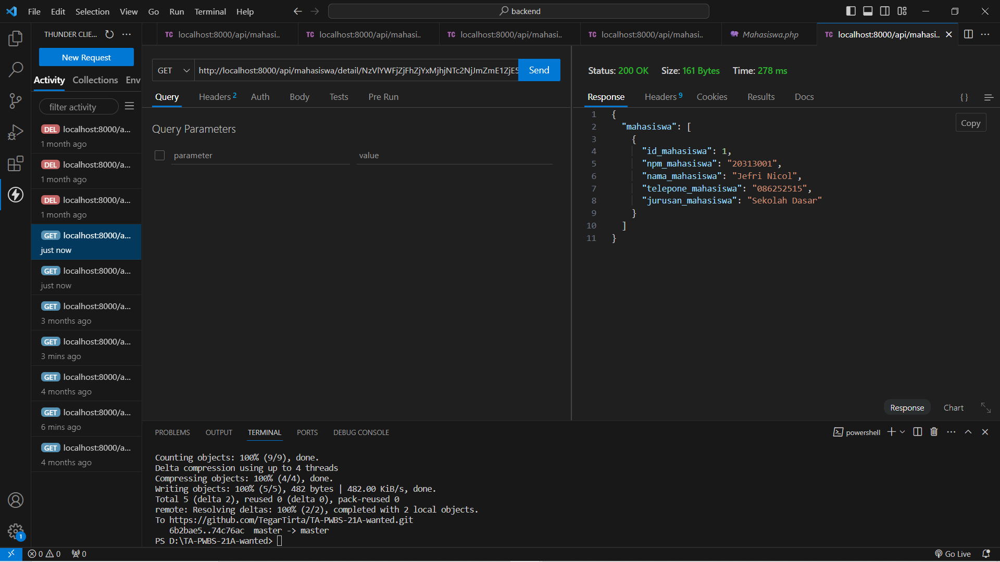 File Edit Selection View Go Run Terminal Help
backend
THUNDER CLIE...
TC localhost:8000/api/mahasi..
TC localhost:8000/api/mahasi..
TC localhost:8000/api/mahasi..
TC localhost:8000/api/mahasi..
Mahasiswa.php
TC localhost:8000/api/mahasi..
New Request
Activity Collections Env
filter activity
DEL localhost:8000/a...
1 month ago
DEL localhost:8000/a...
1 month ago
DEL localhost:8000/a...
1 month ago
GET localhost:8000/a...
just now
GET localhost:8000/a...
just now
GET localhost:8000/a...
3 months ago
GET localhost:8000/a...
3 mins ago
GET localhost:8000/a...
4 months ago
GET localhost:8000/a...
6 mins ago
GET localhost:8000/a...
4 months ago
1
GET
http://localhost:8000/api/mahasiswa/detail/NzVlYWFjZjFhZjYxMjhjNTc2NjJmZmE1ZjE5
Send
Query Headers 2 Auth Body Tests Pre Run
Query Parameters
parameter value
Status: 200 OK Size: 161 Bytes Time: 278 ms
Response Headers 9 Cookies Results Docs { }
Copy
1 {
2 "mahasiswa": [
3 {
4 "id_mahasiswa": 1,
5 "npm_mahasiswa": "20313001",
6 "nama_mahasiswa": "Jefri Nicol",
7 "telepone_mahasiswa": "086252515",
8 "jurusan_mahasiswa": "Sekolah Dasar"
9 }
10 ]
11 }
Response Chart
PROBLEMS OUTPUT TERMINAL PORTS DEBUG CONSOLE
powershell
Counting objects: 100% (9/9), done.
Delta compression using up to 4 threads
Compressing objects: 100% (4/4), done.
Writing objects: 100% (5/5), 482 bytes | 482.00 KiB/s, done.
Total 5 (delta 2), reused 0 (delta 0), pack-reused 0
remote: Resolving deltas: 100% (2/2), completed with 2 local objects.
To https://github.com/TegarTirta/TA-PWBS-21A-wanted.git
6b2bae5..74c76ac master -> master
PS D:\TA-PWBS-21A-wanted>
0 0 0
Go Live